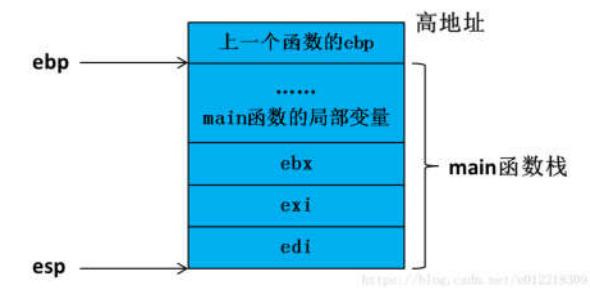 高地址
上一个函数的ebp
ebp
......
main函数的局部变量
ebx
main函数栈
exi
edi
esp